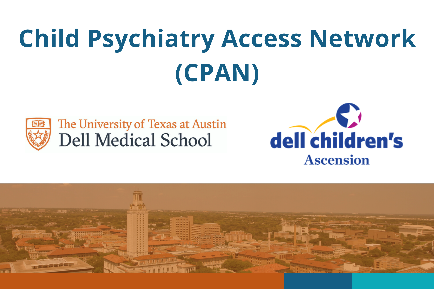 Child Psychiatry Access Network
(CPAN)
The University of Texas at Austin
Dell Medical School
dell children's
Ascension